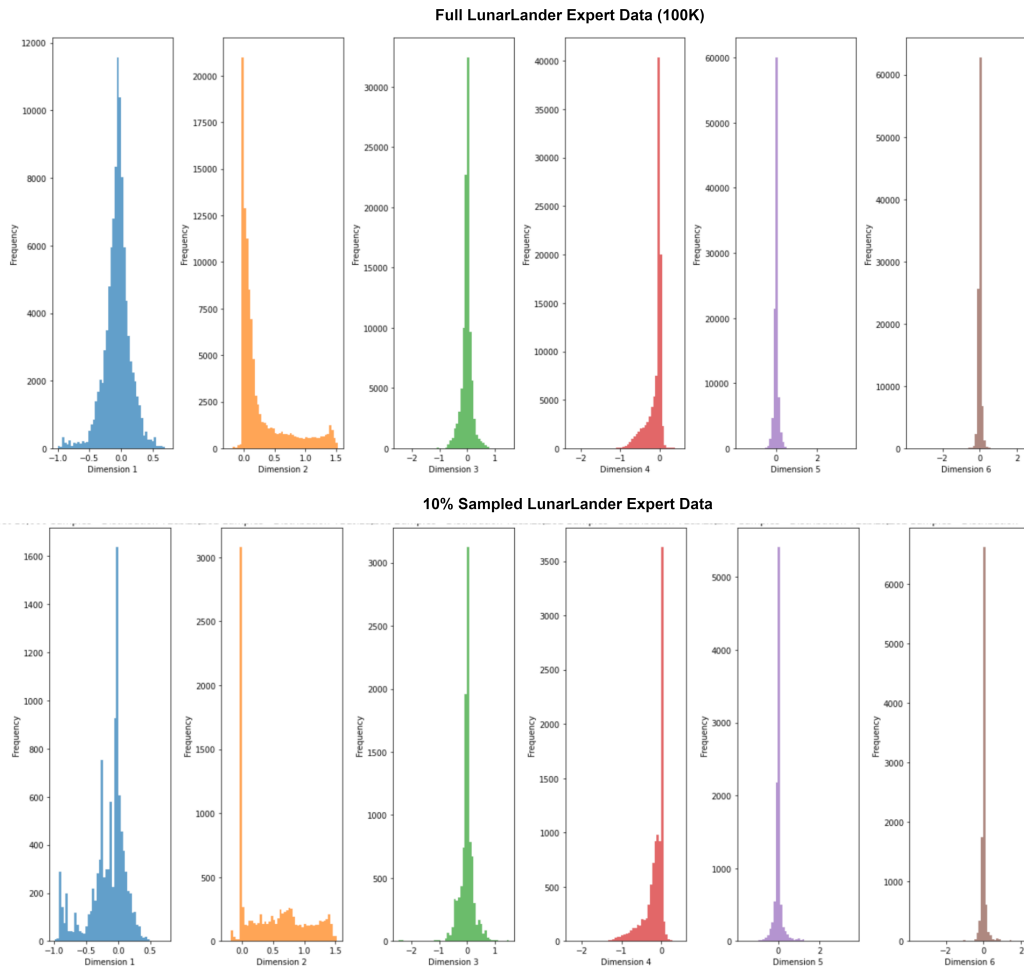 Full LunarLander Expert Data (100K)
12000
10000
8000
6000
4000
2000
0
Frequency
−1.0 −0.5 0.0 0.5
Dimension 1
20000
17500
15000
12500
10000
7500
5000
2500
0
Frequency
0.0 0.5 1.0 1.5
Dimension 2
30000
25000
20000
15000
10000
5000
0
Frequency
−2 −1 0 1
Dimension 3
40000
35000
30000
25000
20000
15000
10000
5000
0
Frequency
−2 −1 0
Dimension 4
60000
50000
40000
30000
20000
10000
0
Frequency
0 2
Dimension 5
60000
50000
40000
30000
20000
10000
0
Frequency
−2 0 2
Dimension 6
10% Sampled LunarLander Expert Data
1600
1400
1200
1000
800
600
400
200
0
Frequency
−1.0 −0.5 0.0 0.5
Dimension 1
3000
2500
2000
1500
1000
500
0
Frequency
0.0 0.5 1.0 1.5
Dimension 2
3000
2500
2000
1500
1000
500
0
Frequency
−2 −1 0 1
Dimension 3
3500
3000
2500
2000
1500
1000
500
0
Frequency
−2 −1 0
Dimension 4
5000
4000
3000
2000
1000
0
Frequency
0 2
Dimension 5
6000
5000
4000
3000
2000
1000
0
Frequency
−2 0 2
Dimension 6